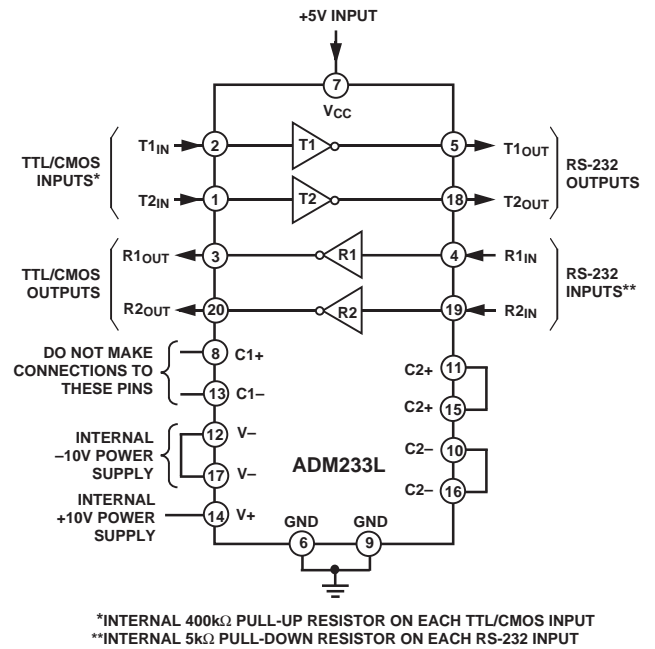 +5V INPUT
7
VCC
TTL/CMOS
INPUTS*
T1IN
2
T1
5
T1OUT
RS-232
OUTPUTS
T2IN
1
T2
18
T2OUT
TTL/CMOS
OUTPUTS
R1OUT
3
R1
4
R1IN
RS-232
INPUTS**
R2OUT
20
R2
19
R2IN
DO NOT MAKE
CONNECTIONS TO
THESE PINS
8
C1+
13
C1–
C2+
11
C2+
15
INTERNAL
–10V POWER
SUPPLY
12
V–
17
V–
C2–
10
C2–
16
ADM233L
INTERNAL
+10V POWER
SUPPLY
14
V+
GND
6
GND
9
*INTERNAL 400kΩ PULL-UP RESISTOR ON EACH TTL/CMOS INPUT
**INTERNAL 5kΩ PULL-DOWN RESISTOR ON EACH RS-232 INPUT